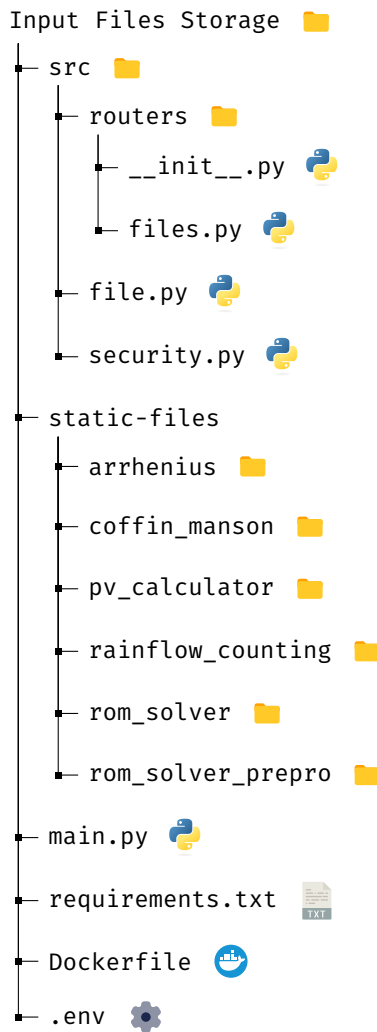 Input Files Storage
src
routers
__init__.py
files.py
file.py
security.py
static-files
arrhenius
coffin_manson
pv_calculator
rainflow_counting
rom_solver
rom_solver_prepro
main.py
requirements.txt
TXT
Dockerfile
.env